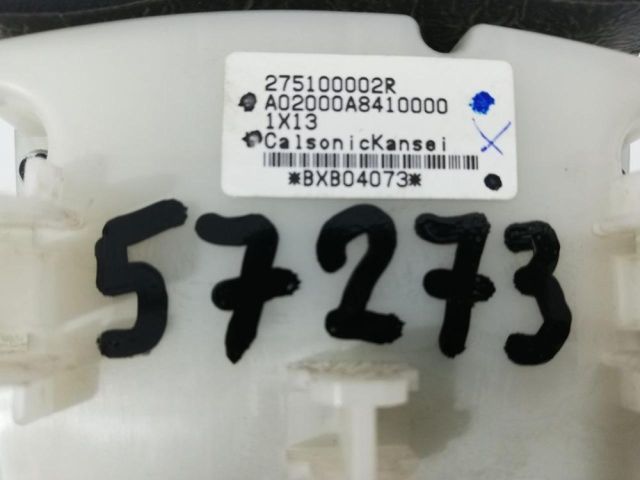 275100002R
A02000A8410000
1X13
CalsonicKansei
*BXB04073*
57273